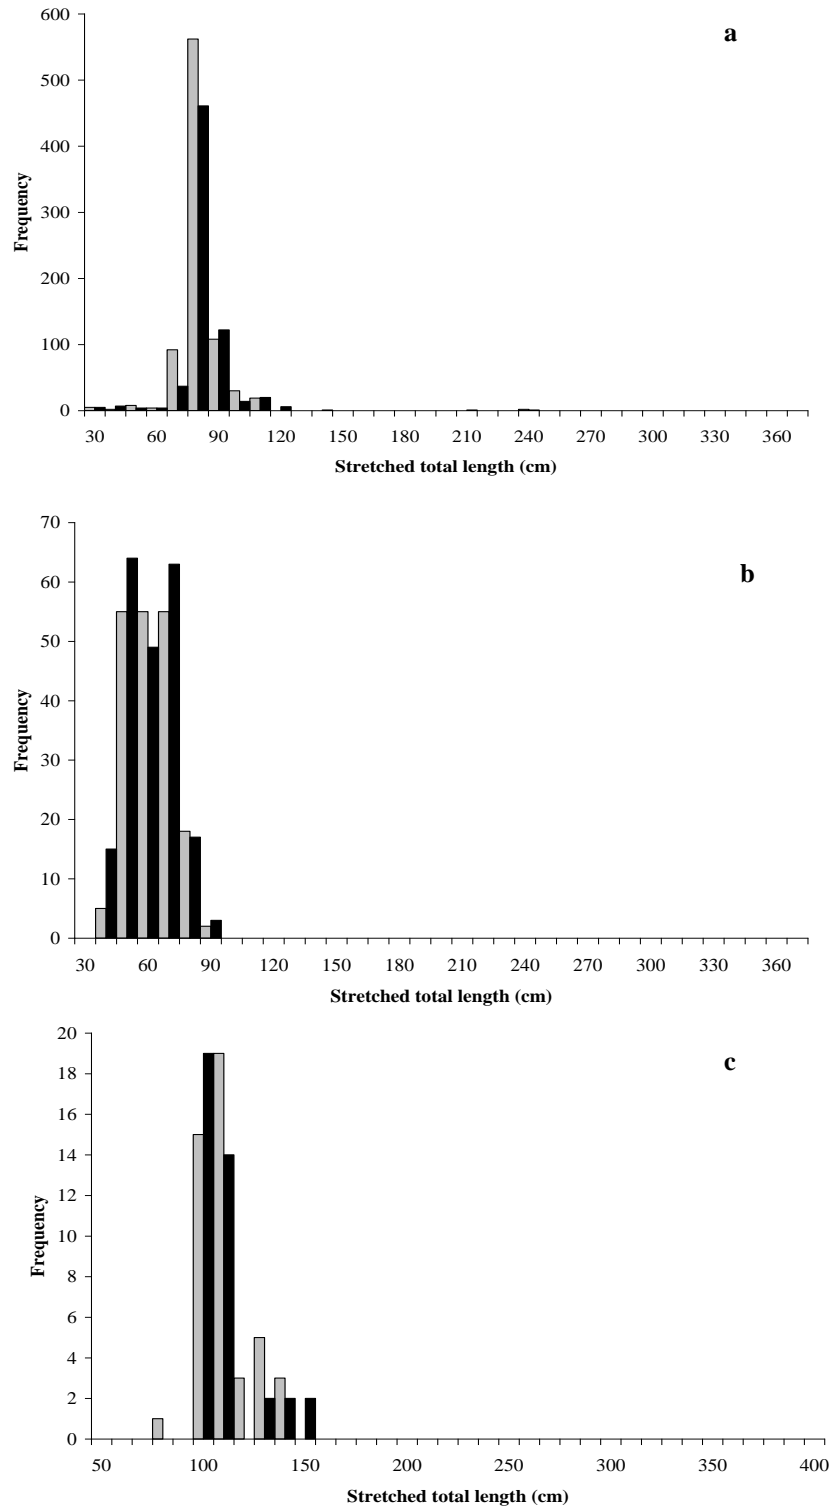 600
a
500
400
300
200
100
0
Frequency
30 60 90 120 150 180 210 240 270 300 330 360
Stretched total length (cm)
70
b
60
50
40
30
20
10
0
Frequency
30 60 90 120 150 180 210 240 270 300 330 360
Stretched total length (cm)
20
c
18
16
14
12
10
8
6
4
2
0
Frequency
50 100 150 200 250 300 350 400
Stretched total length (cm)